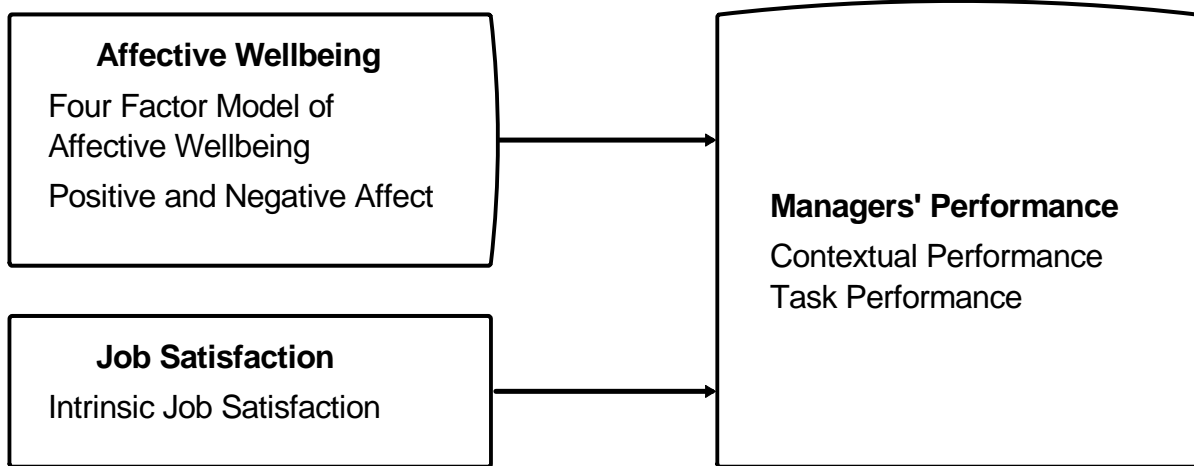 Affective Wellbeing
Four Factor Model of
Affective Wellbeing
Positive and Negative Affect
Job Satisfaction
Intrinsic Job Satisfaction
Managers' Performance
Contextual Performance
Task Performance